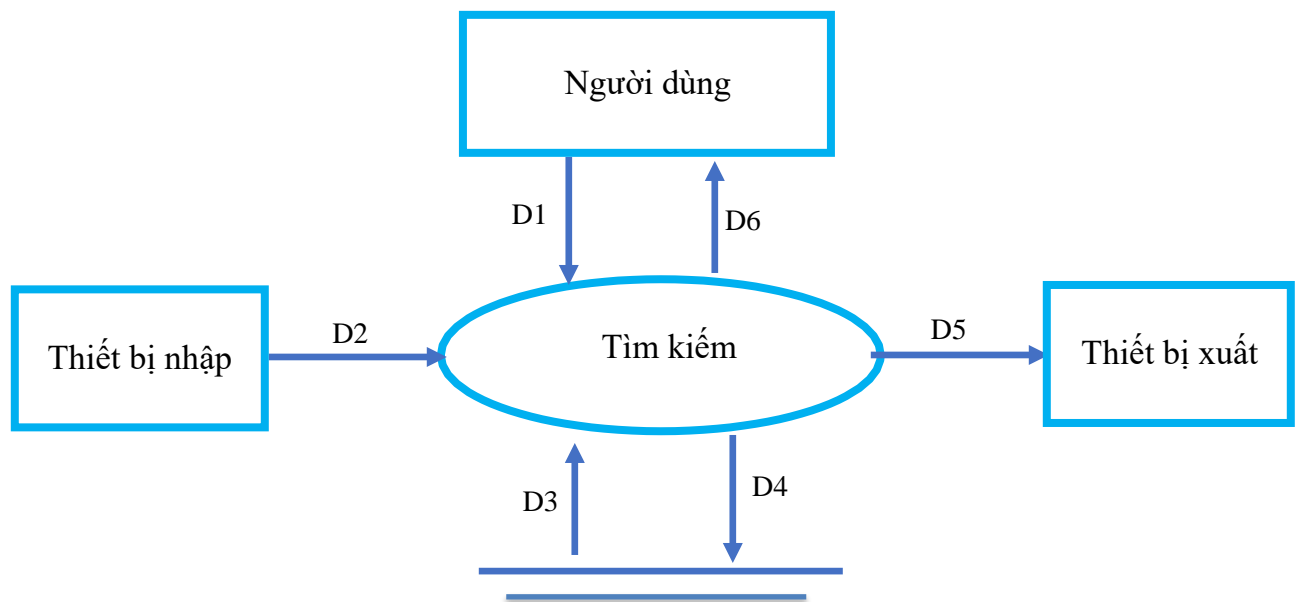 Người dùng
D1
D6
Thiết bị nhập
D2
Tìm kiếm
D5
Thiết bị xuất
D3
D4